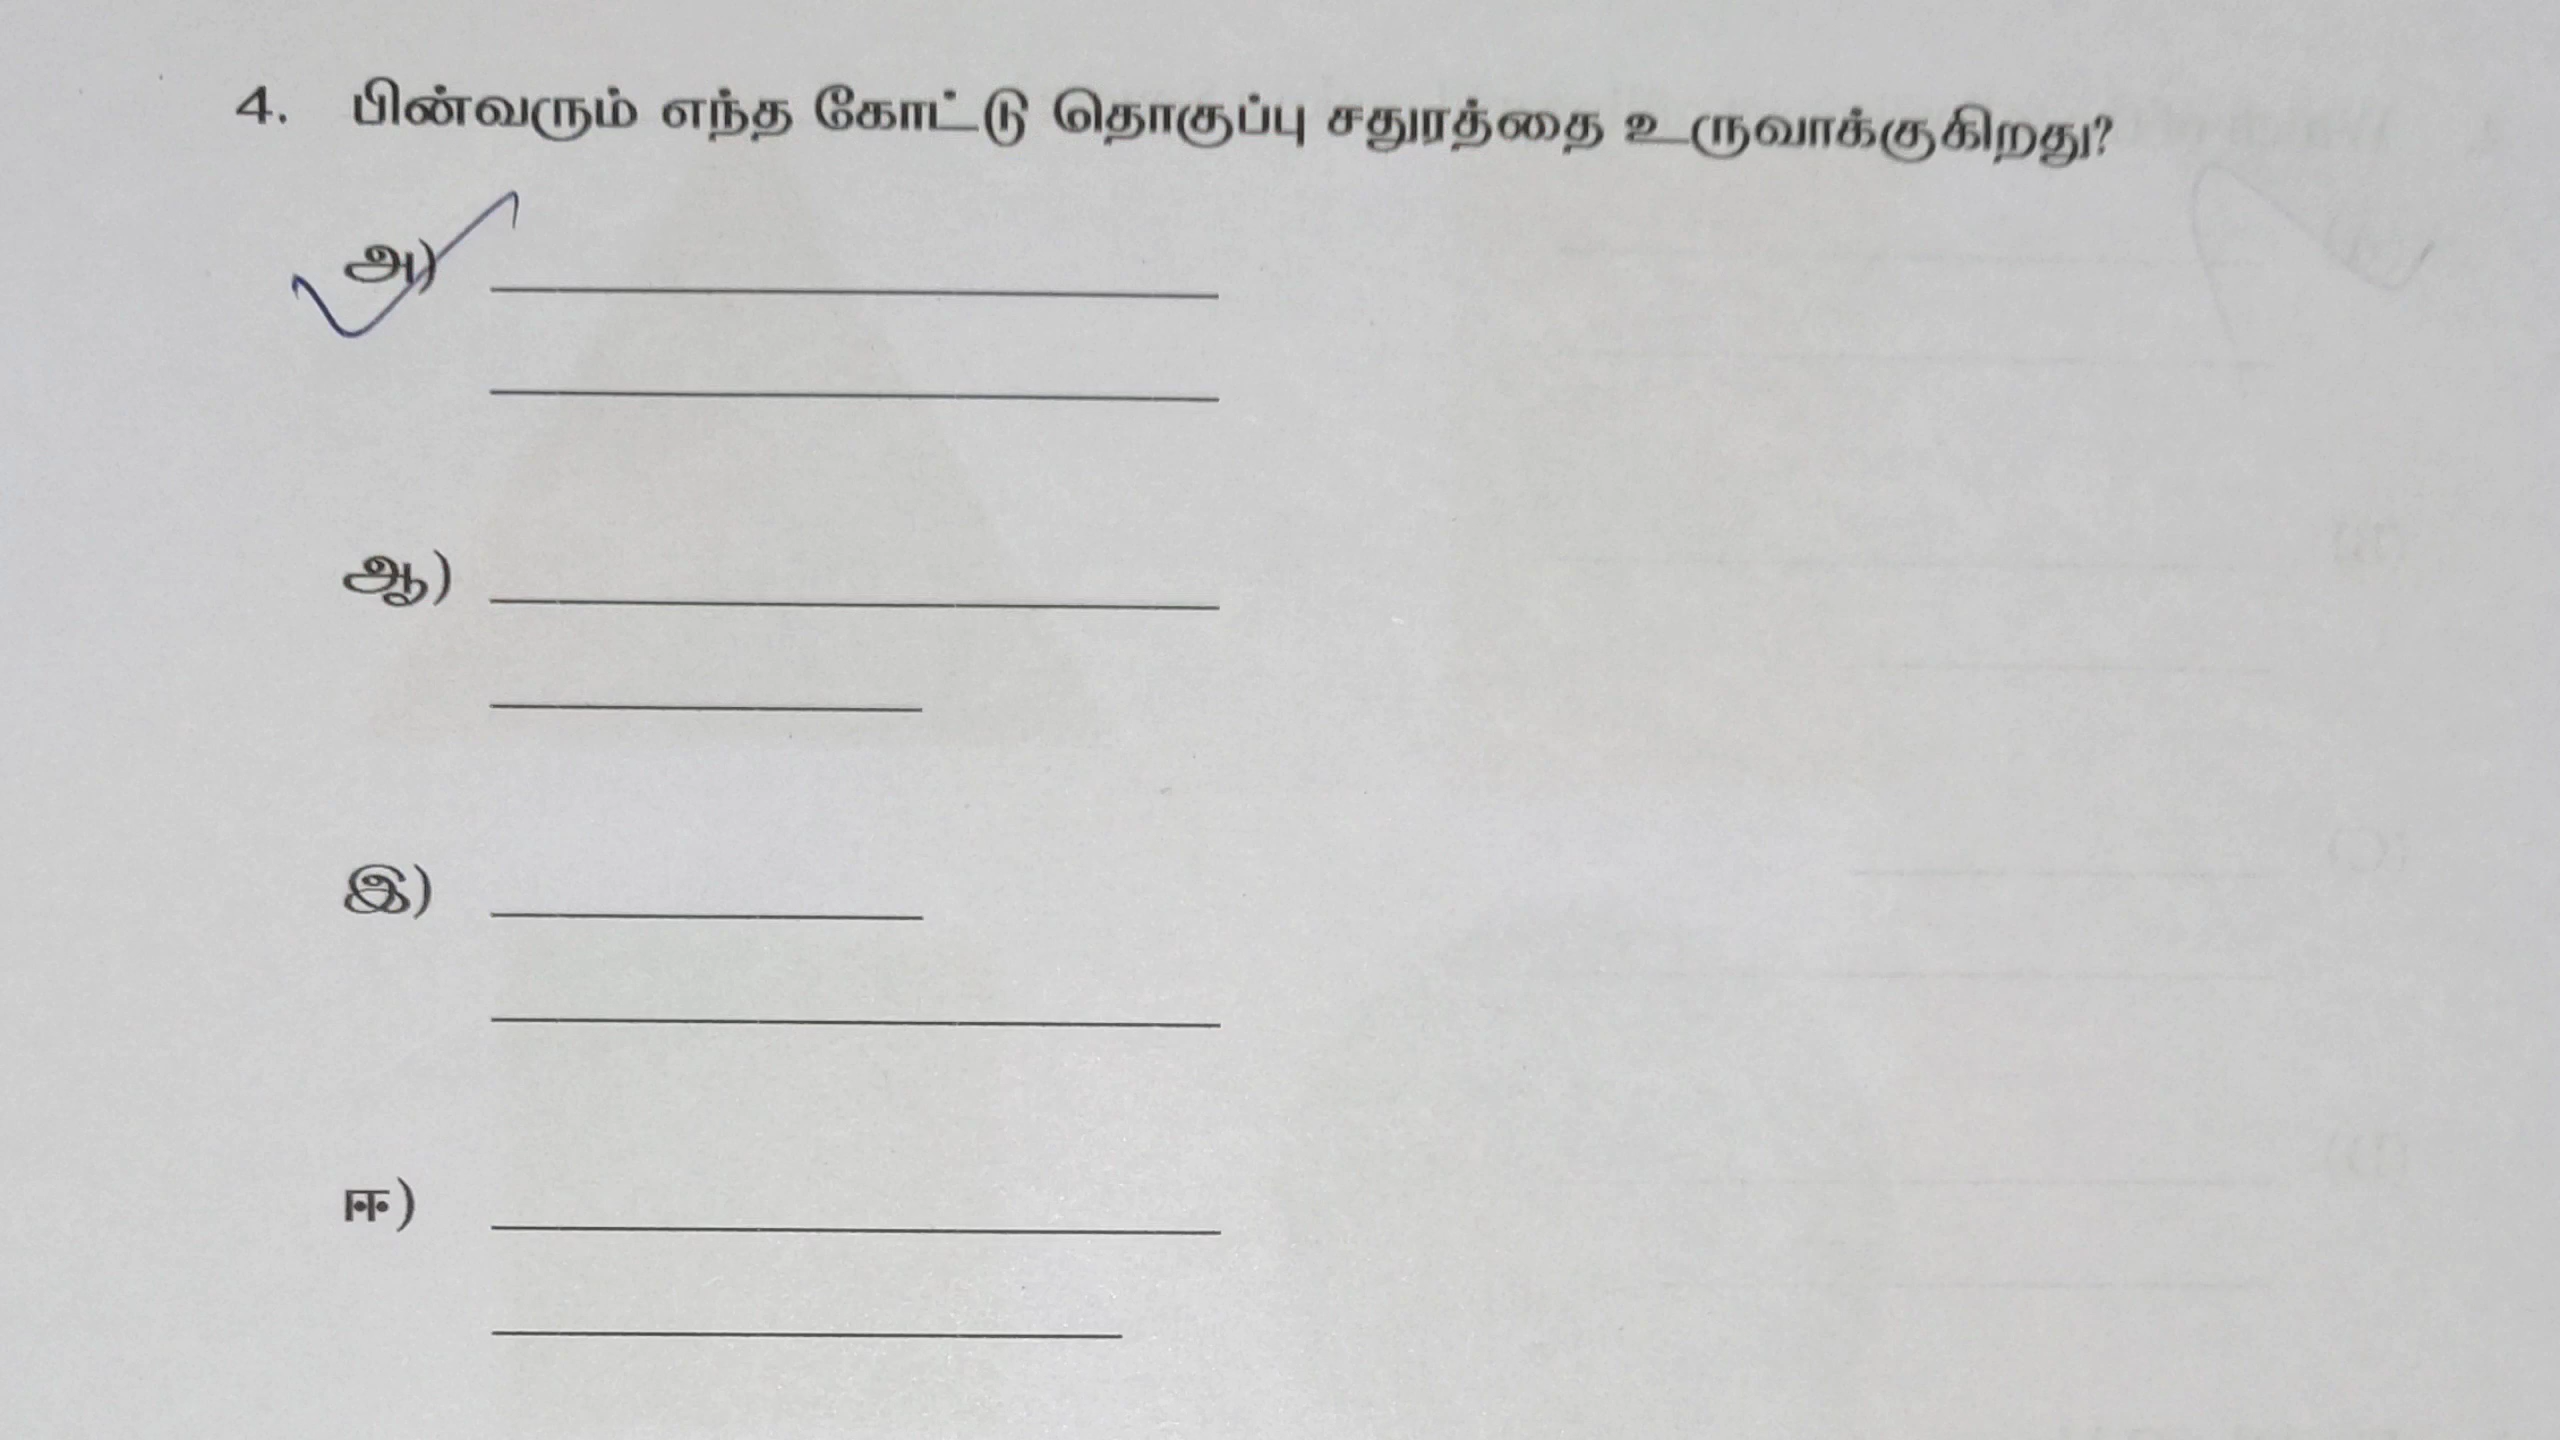 4. பின்வரும் எந்த கோட்டு தொகுப்பு சதுரத்தை உருவாக்குகிறது?
அ)
ஆ)
இ)
ஈ)